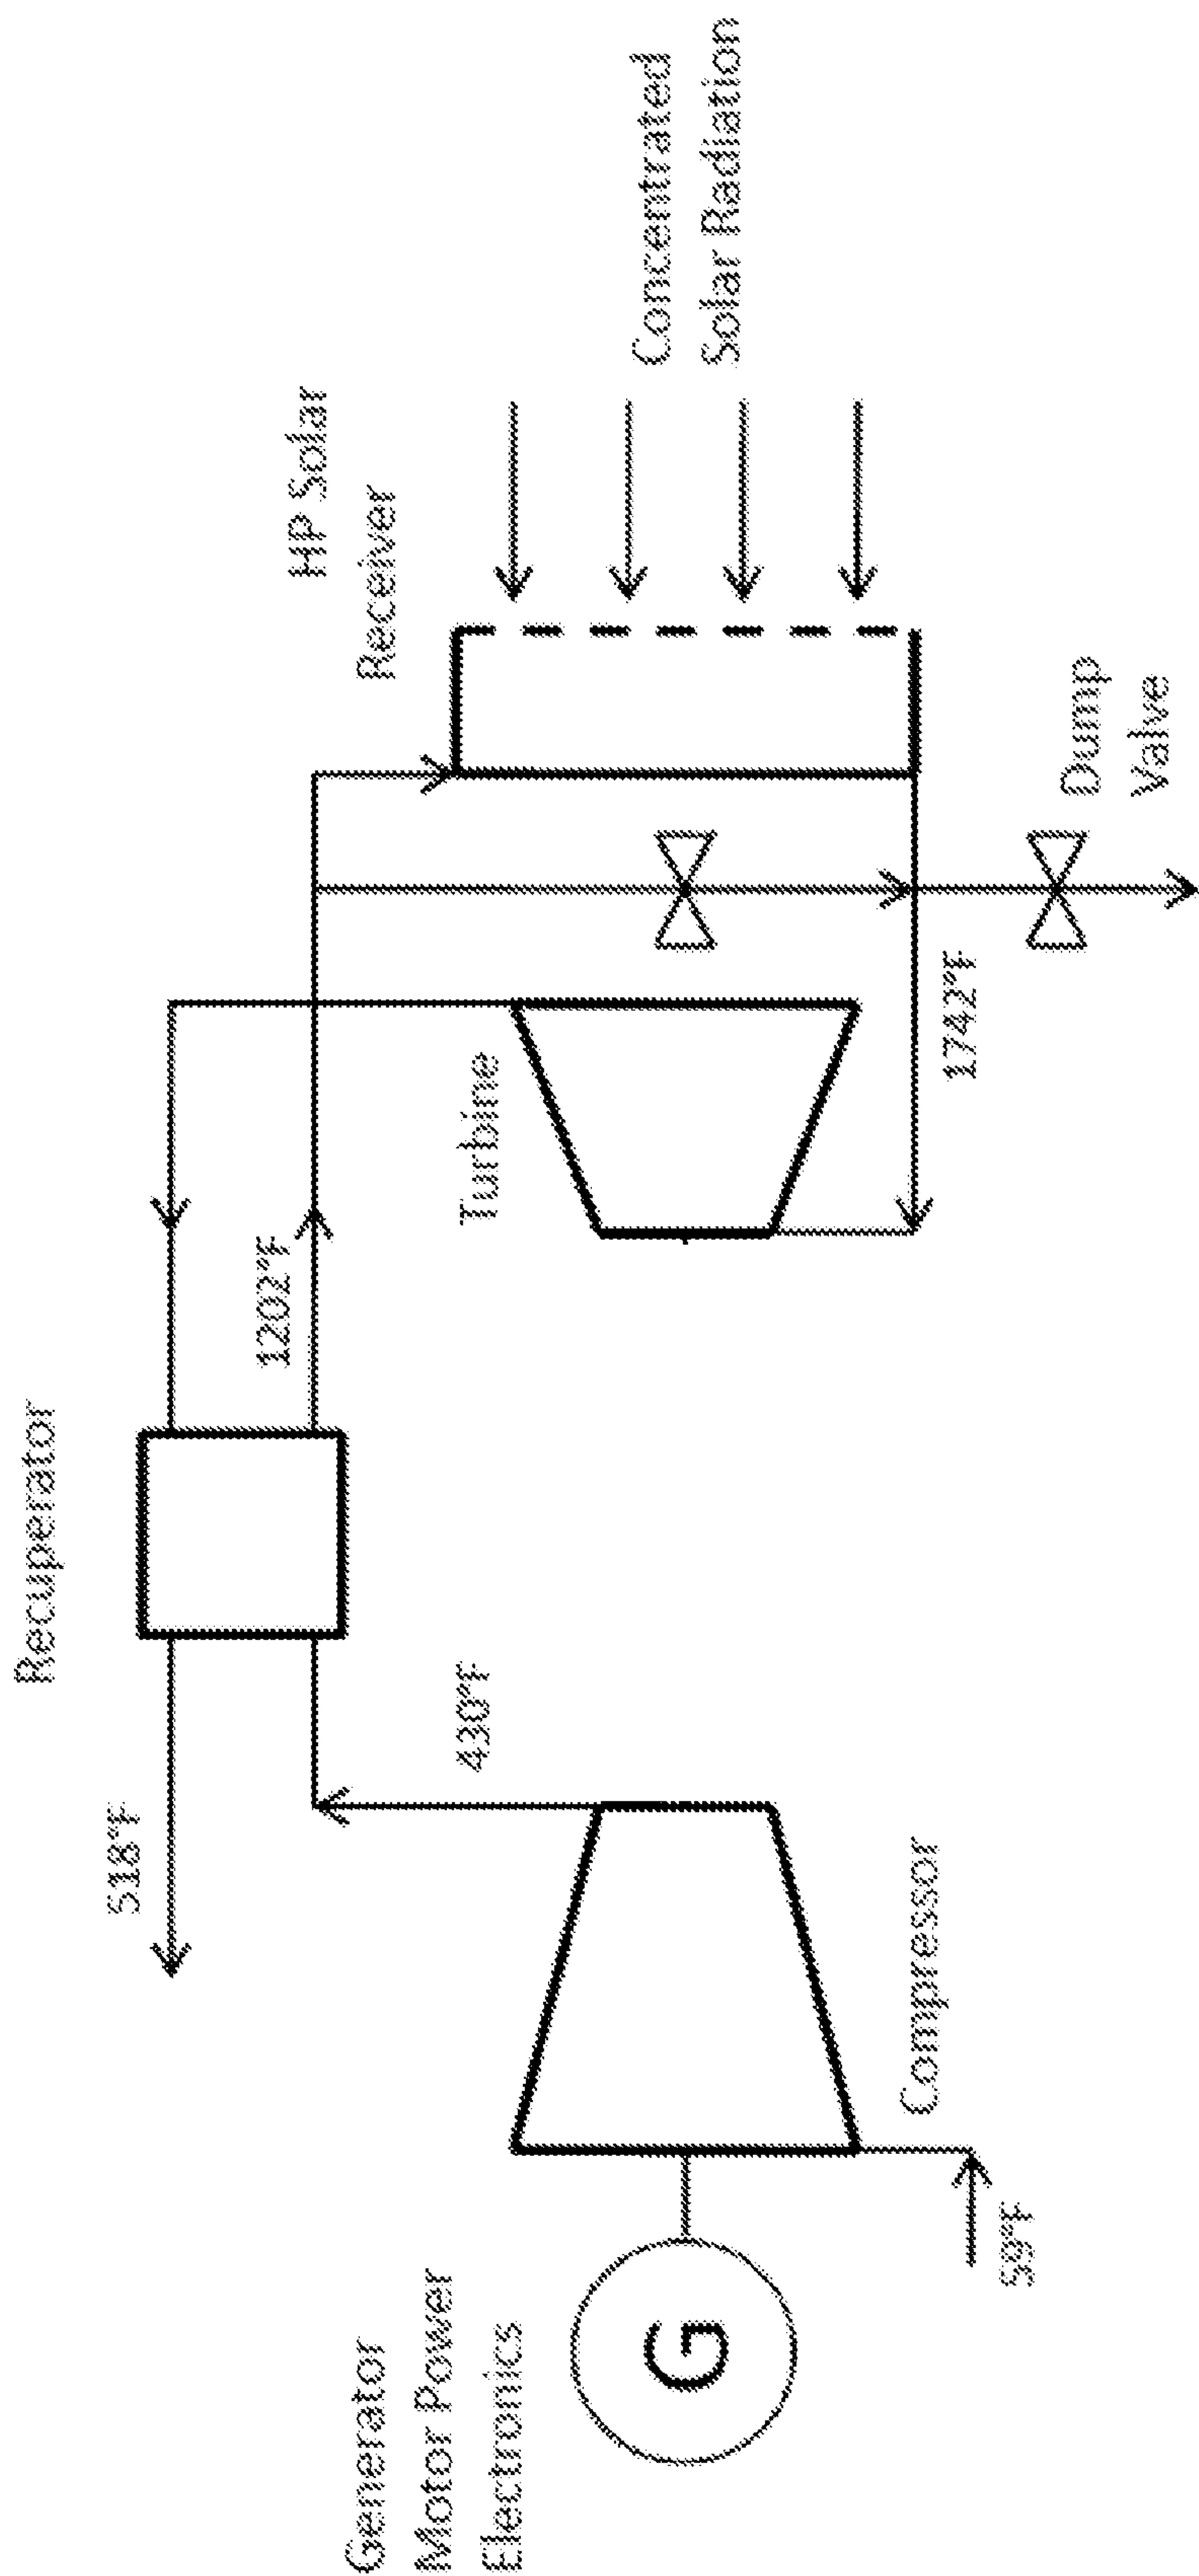 Generator
Motor Power
Electronics
G
59°F
Compressor
430°F
518°F
Recuperator
1202°F
Turbine
1742°F
HP Solar
Receiver
Dump
Valve
Concentrated
Solar Radiation